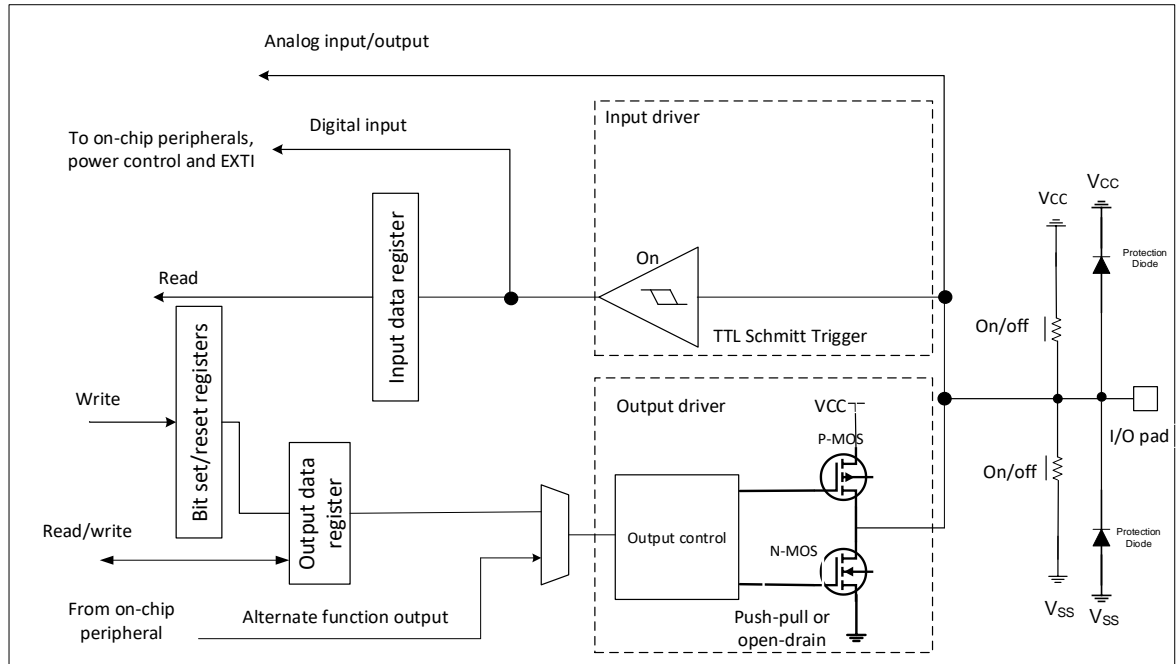 Analog input/output
Input driver
Digital input
To on-chip peripherals,
power control and EXTI
VCC
VCC
Protection
Diode
On
Read
Input data register
On/off
TTL Schmitt Trigger
Bit set/reset registers
Write
Output driver
VCC
I/O pad
P-MOS
On/off
Output data
register
Read/write
Output control
N-MOS
Protection
Diode
From on-chip
peripheral
Alternate function output
Push-pull or
open-drain
VSS
VSS